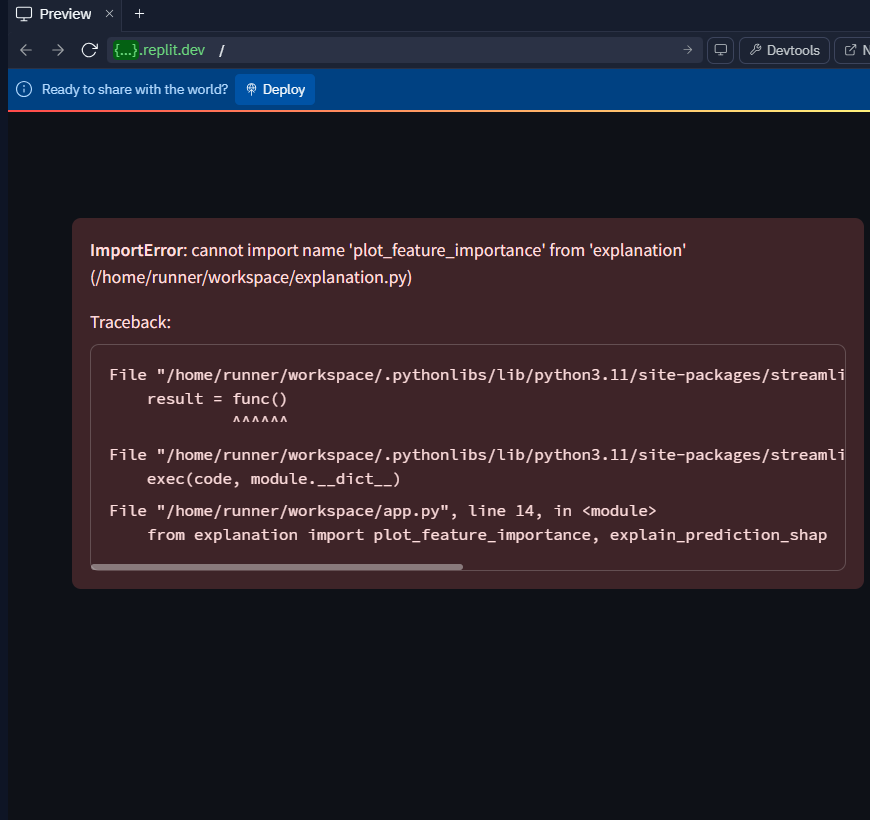 Preview
{...}.replit.dev /
Devtools
Ready to share with the world? Deploy
ImportError: cannot import name 'plot_feature_importance' from 'explanation'
(/home/runner/workspace/explanation.py)
Traceback:
File "/home/runner/workspace/.pythonlibs/lib/python3.11/site-packages/streamli
result = func()
^^^^^^
File "/home/runner/workspace/.pythonlibs/lib/python3.11/site-packages/streamli
exec(code, module.__dict__)
File "/home/runner/workspace/app.py", line 14, in <module>
from explanation import plot_feature_importance, explain_prediction_shap